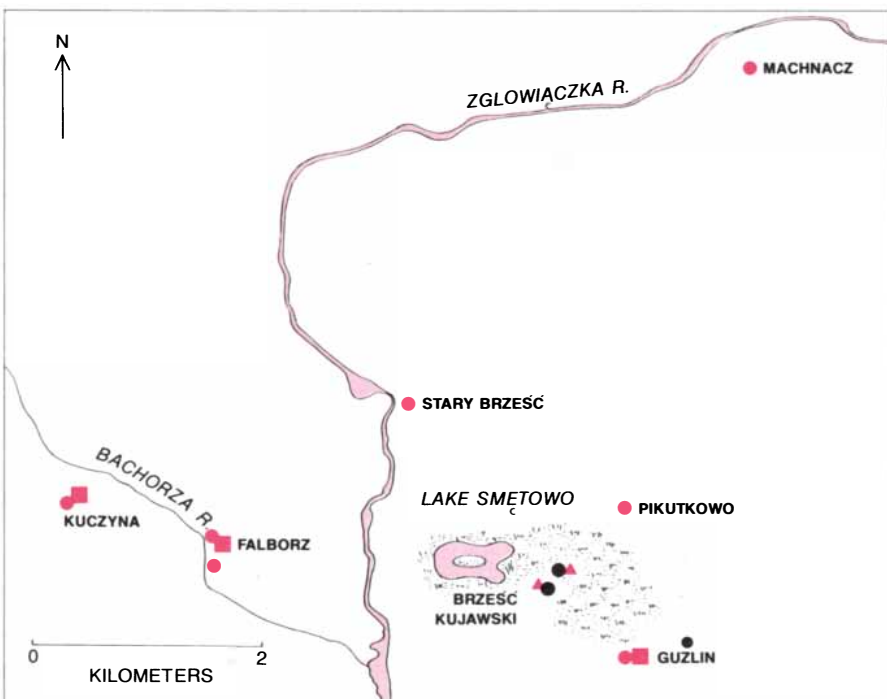 N
MACHNACZ
ZGLOWIĄCZKA R.
STARY BRZEŚĆ
BACHORZA R.
LAKE SMĘTOWO
PIKUTKOWO
KUCZYNA
FALBORZ
BRZEŚĆ
KUJAWSKI
GUZLIN
0 2
KILOMETERS